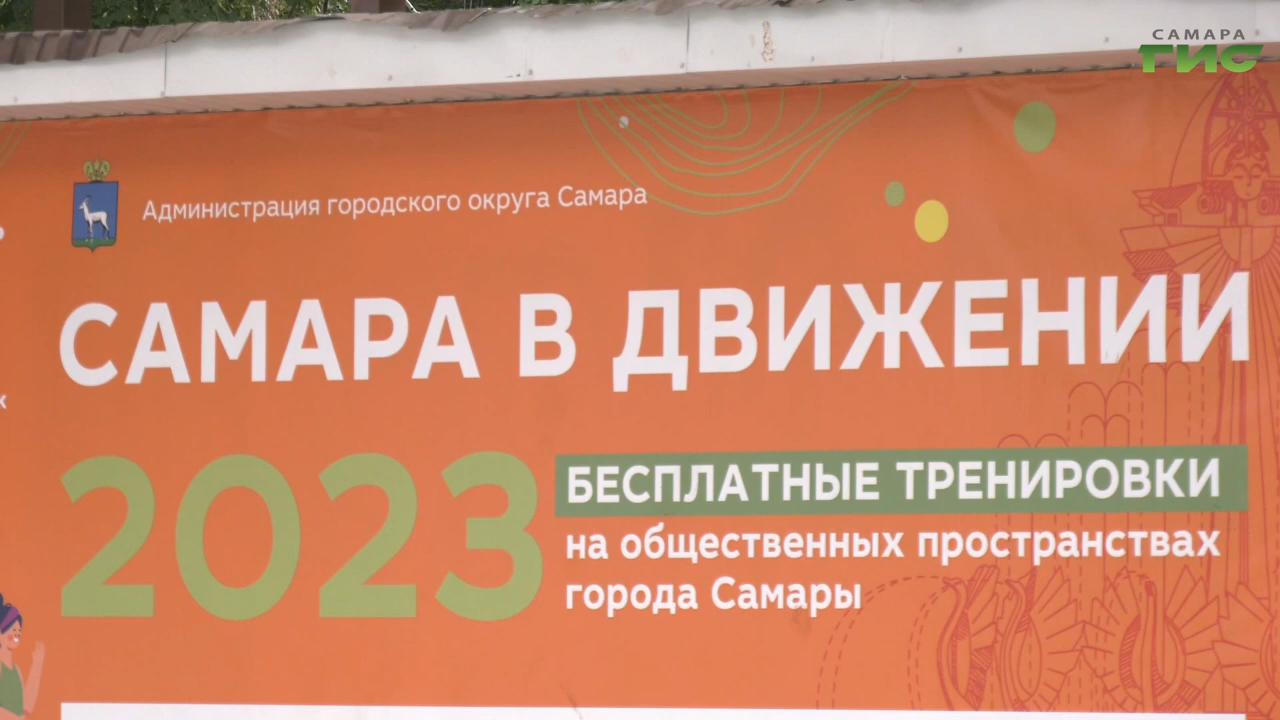 САМАРА
ГИС
Администрация городского округа Самара
САМАРА В ДВИЖЕНИИ
2023
БЕСПЛАТНЫЕ ТРЕНИРОВКИ
на общественных пространствах
города Самары